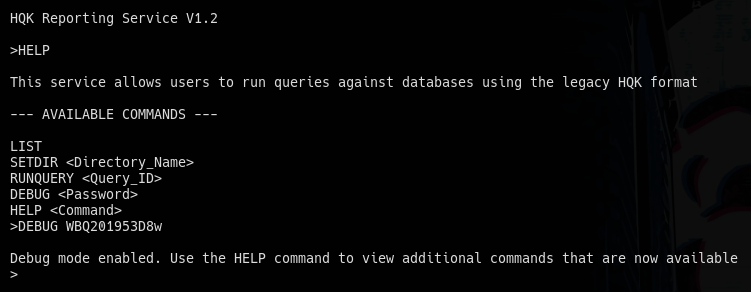 HQK Reporting Service V1.2
>HELP
This service allows users to run queries against databases using the legacy HQK format
--- AVAILABLE COMMANDS ---
LIST
SETDIR <Directory_Name>
RUNQUERY <Query_ID>
DEBUG <Password>
HELP <Command>
>DEBUG WBQ201953D8w
Debug mode enabled. Use the HELP command to view additional commands that are now available
>